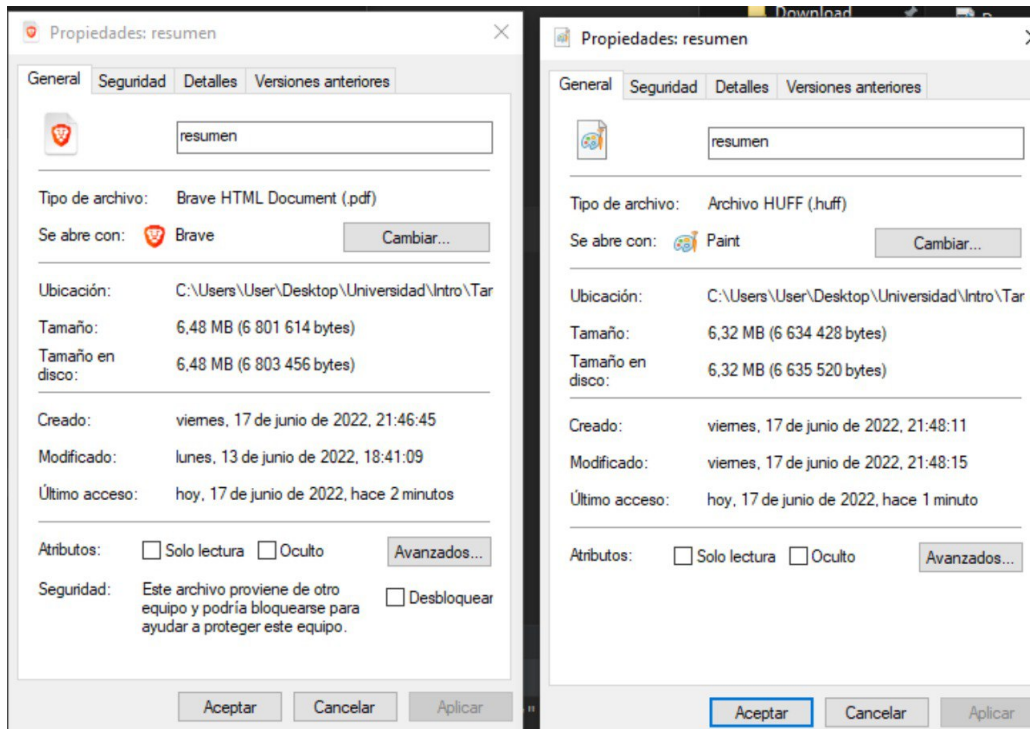 Download
Propiedades: resumen
General Seguridad Detalles Versiones anteriores
resumen
Tipo de archivo: Brave HTML Document (.pdf)
Se abre con: Brave Cambiar...
Ubicación: C:\Users\User\Desktop\Universidad\Intro\Tar
Tamaño: 6,48 MB (6 801 614 bytes)
Tamaño en
disco: 6,48 MB (6 803 456 bytes)
Creado: viernes, 17 de junio de 2022, 21:46:45
Modificado: lunes, 13 de junio de 2022, 18:41:09
Último acceso: hoy, 17 de junio de 2022, hace 2 minutos
Atributos: Solo lectura Oculto Avanzados...
Seguridad: Este archivo proviene de otro
equipo y podría bloquearse para
ayudar a proteger este equipo.
Desbloquear
Aceptar Cancelar Aplicar
Propiedades: resumen
General Seguridad Detalles Versiones anteriores
resumen
Tipo de archivo: Archivo HUFF (.huff)
Se abre con: Paint Cambiar...
Ubicación: C:\Users\User\Desktop\Universidad\Intro\Tar
Tamaño: 6,32 MB (6 634 428 bytes)
Tamaño en
disco: 6,32 MB (6 635 520 bytes)
Creado: viernes, 17 de junio de 2022, 21:48:11
Modificado: viernes, 17 de junio de 2022, 21:48:15
Último acceso: hoy, 17 de junio de 2022, hace 1 minuto
Atributos: Solo lectura Oculto Avanzados...
Aceptar Cancelar Aplicar